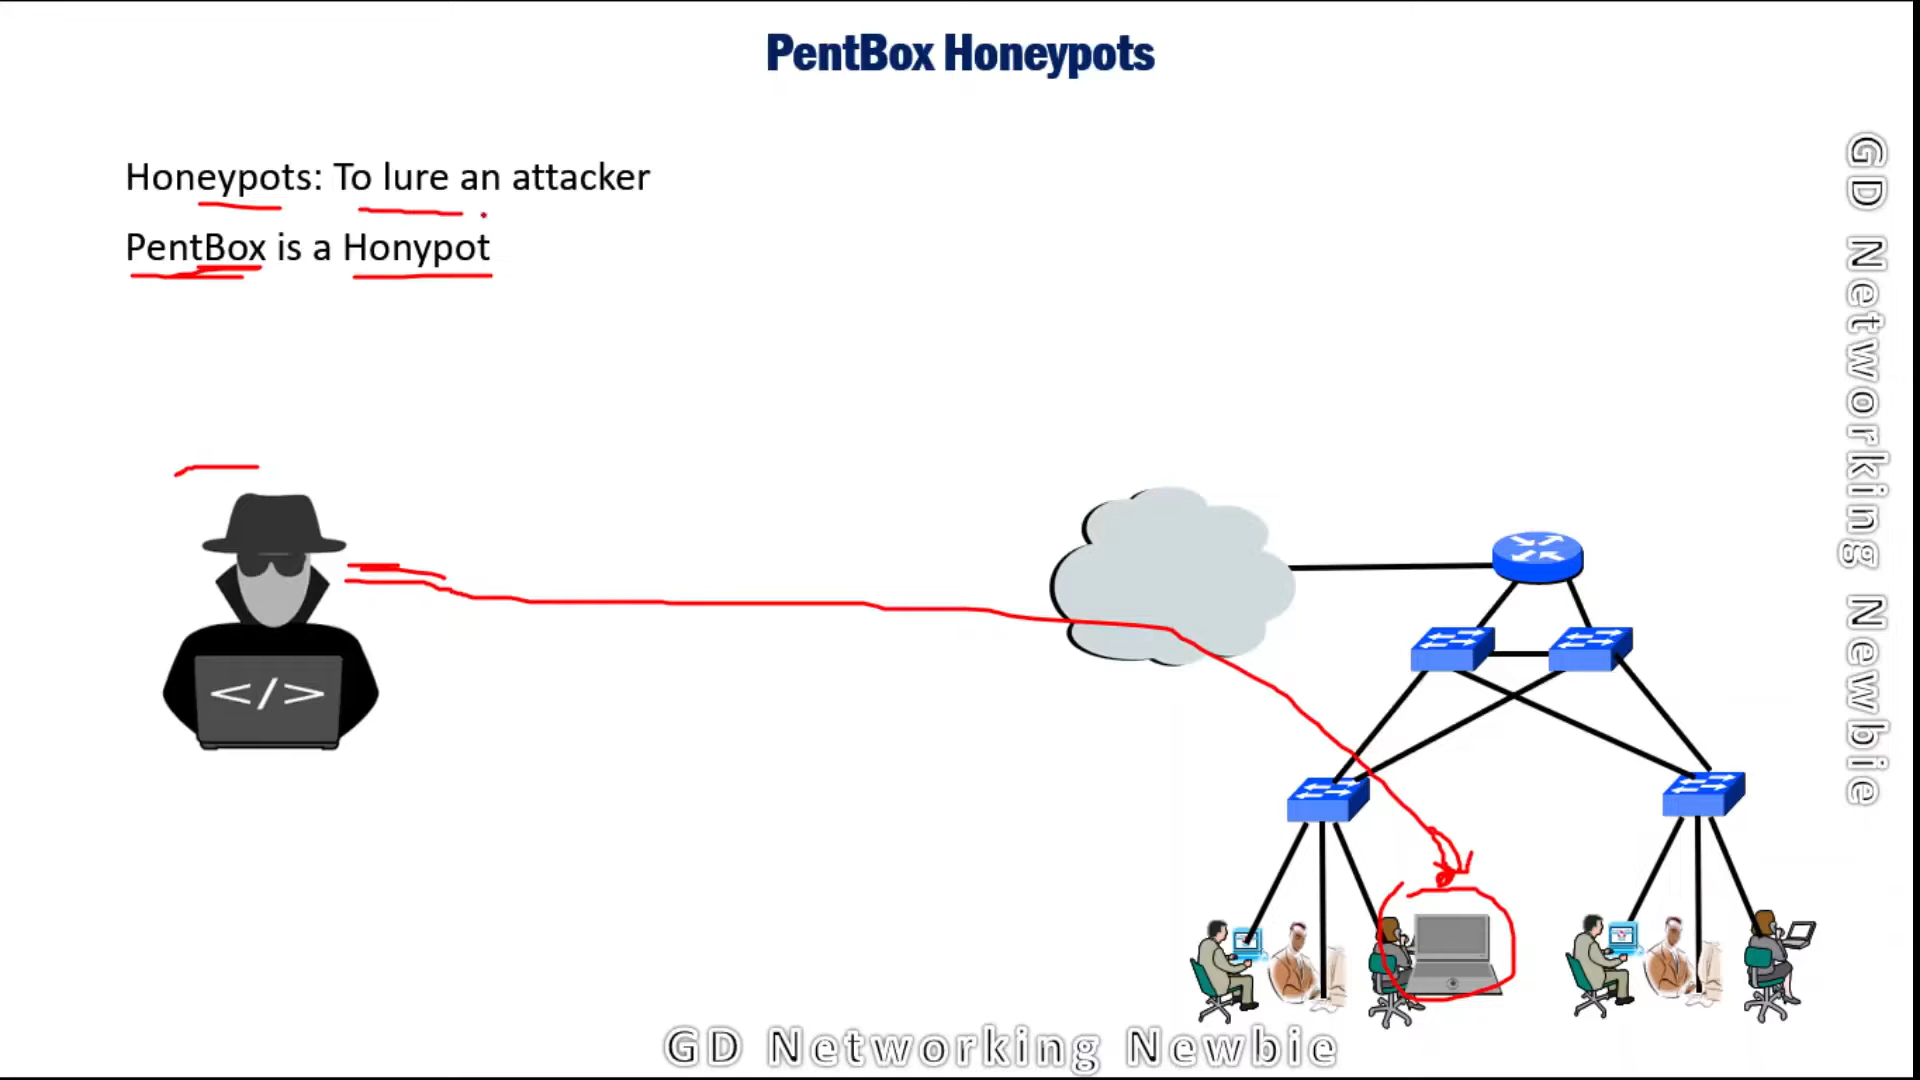 PentBox Honeypots
Honeypots: To lure an attacker
PentBox is a Honypot
</>
GD Networking Newbie
GD Networking Newbie